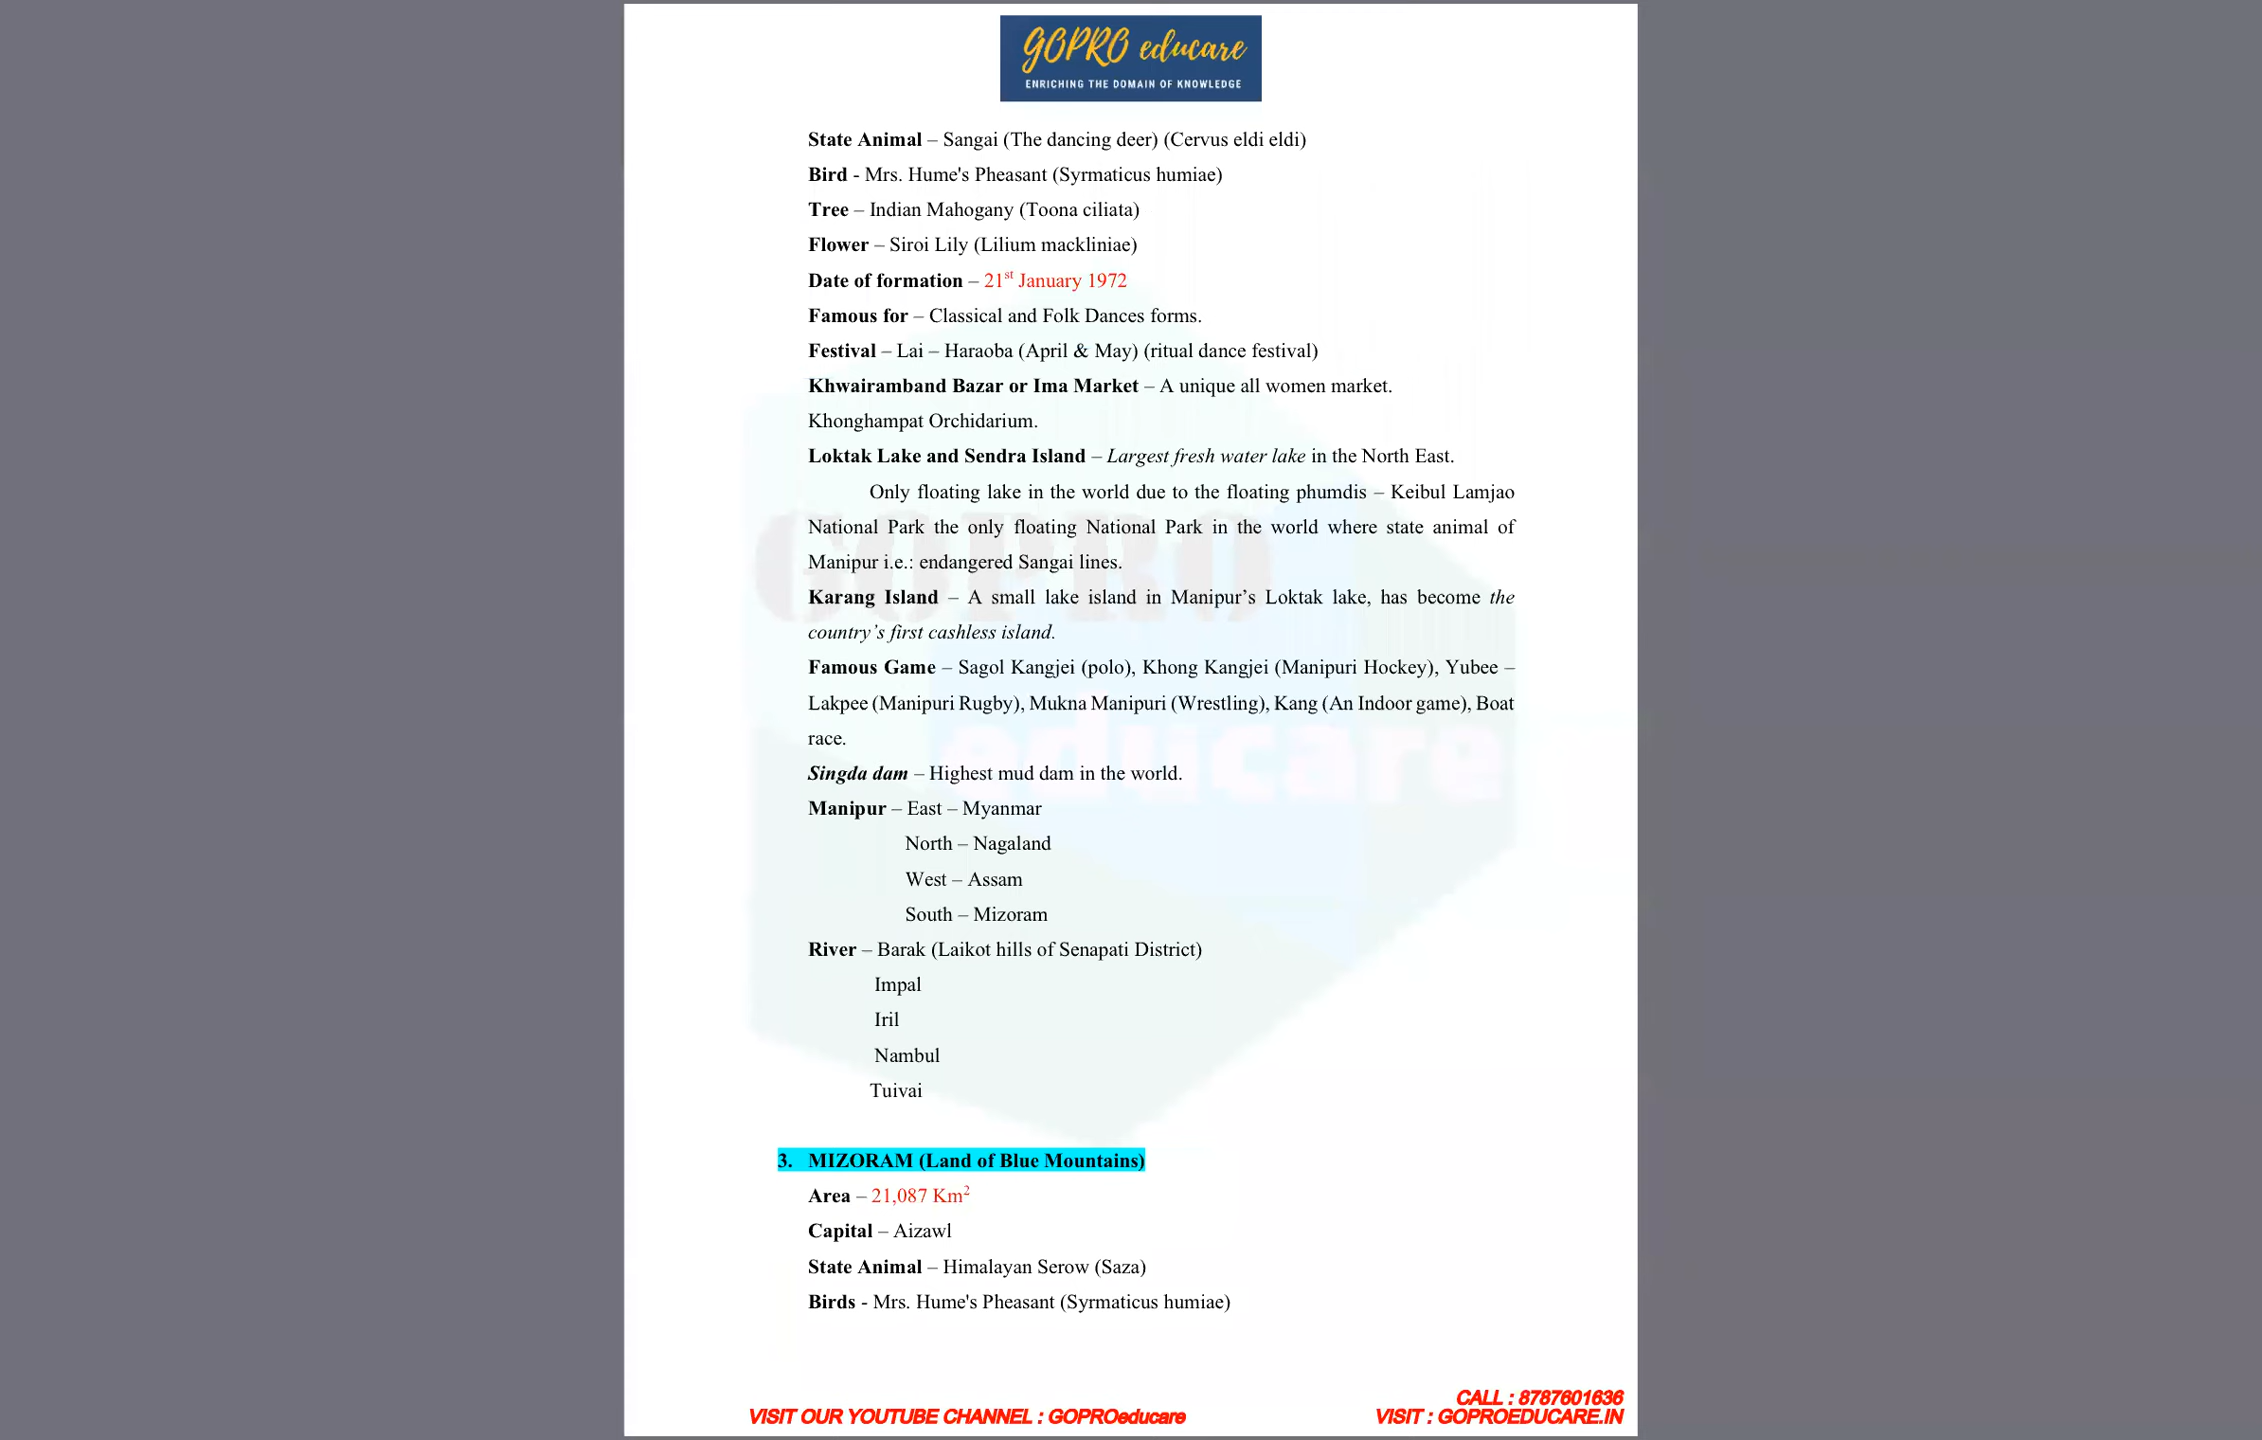 GOPRO educare
ENRICHING THE DOMAIN OF KNOWLEDGE
State Animal – Sangai (The dancing deer) (Cervus eldi eldi)
Bird - Mrs. Hume's Pheasant (Syrmaticus humiae)
Tree – Indian Mahogany (Toona ciliata)
Flower – Siroi Lily (Lilium mackliniae)
Date of formation – 21st January 1972
Famous for – Classical and Folk Dances forms.
Festival – Lai – Haraoba (April & May) (ritual dance festival)
Khwairamband Bazar or Ima Market – A unique all women market.
Khonghampat Orchidarium.
Loktak Lake and Sendra Island – Largest fresh water lake in the North East.
Only floating lake in the world due to the floating phumdis – Keibul Lamjao
National Park the only floating National Park in the world where state animal of
Manipur i.e.: endangered Sangai lines.
Karang Island – A small lake island in Manipur’s Loktak lake, has become the
country’s first cashless island.
Famous Game – Sagol Kangjei (polo), Khong Kangjei (Manipuri Hockey), Yubee –
Lakpee (Manipuri Rugby), Mukna Manipuri (Wrestling), Kang (An Indoor game), Boat
race.
Singda dam – Highest mud dam in the world.
Manipur – East – Myanmar
North – Nagaland
West – Assam
South – Mizoram
River – Barak (Laikot hills of Senapati District)
Impal
Iril
Nambul
Tuivai
GOPRO
educare
3. MIZORAM (Land of Blue Mountains)
Area – 21,087 Km2
Capital – Aizawl
State Animal – Himalayan Serow (Saza)
Birds - Mrs. Hume's Pheasant (Syrmaticus humiae)
CALL : 8787601636
VISIT OUR YOUTUBE CHANNEL : GOPROeducare VISIT : GOPROEDUCARE.IN